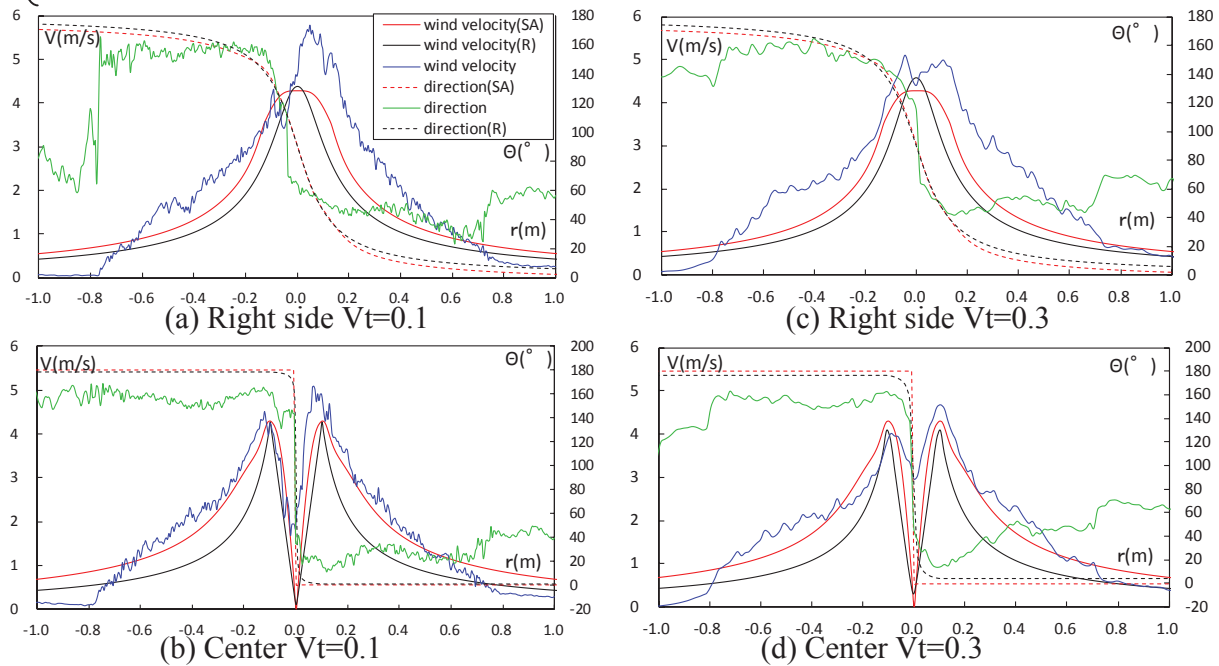 6
5
4
3
2
1
0
V(m/s)
wind velocity(SA)
wind velocity(R)
wind velocity
direction(SA)
direction
direction(R)
Θ(°)
r(m)
180
160
140
120
100
80
60
40
20
0
-1.0 -0.8 -0.6 -0.4 -0.2 0.0 0.2 0.4 0.6 0.8 1.0
(a) Right side Vt=0.1
6
5
4
3
2
1
0
V(m/s)
Θ(°)
r(m)
180
160
140
120
100
80
60
40
20
0
-1.0 -0.8 -0.6 -0.4 -0.2 0.0 0.2 0.4 0.6 0.8 1.0
(c) Right side Vt=0.3
6
5
4
3
2
1
0
V(m/s)
Θ(°)
r(m)
200
180
160
140
120
100
80
60
40
20
0
-20
-1.0 -0.8 -0.6 -0.4 -0.2 0.0 0.2 0.4 0.6 0.8 1.0
(b) Center Vt=0.1
6
5
4
3
2
1
0
V(m/s)
Θ(°)
r(m)
200
180
160
140
120
100
80
60
40
20
0
-20
-1.0 -0.8 -0.6 -0.4 -0.2 0.0 0.2 0.4 0.6 0.8 1.0
(d) Center Vt=0.3